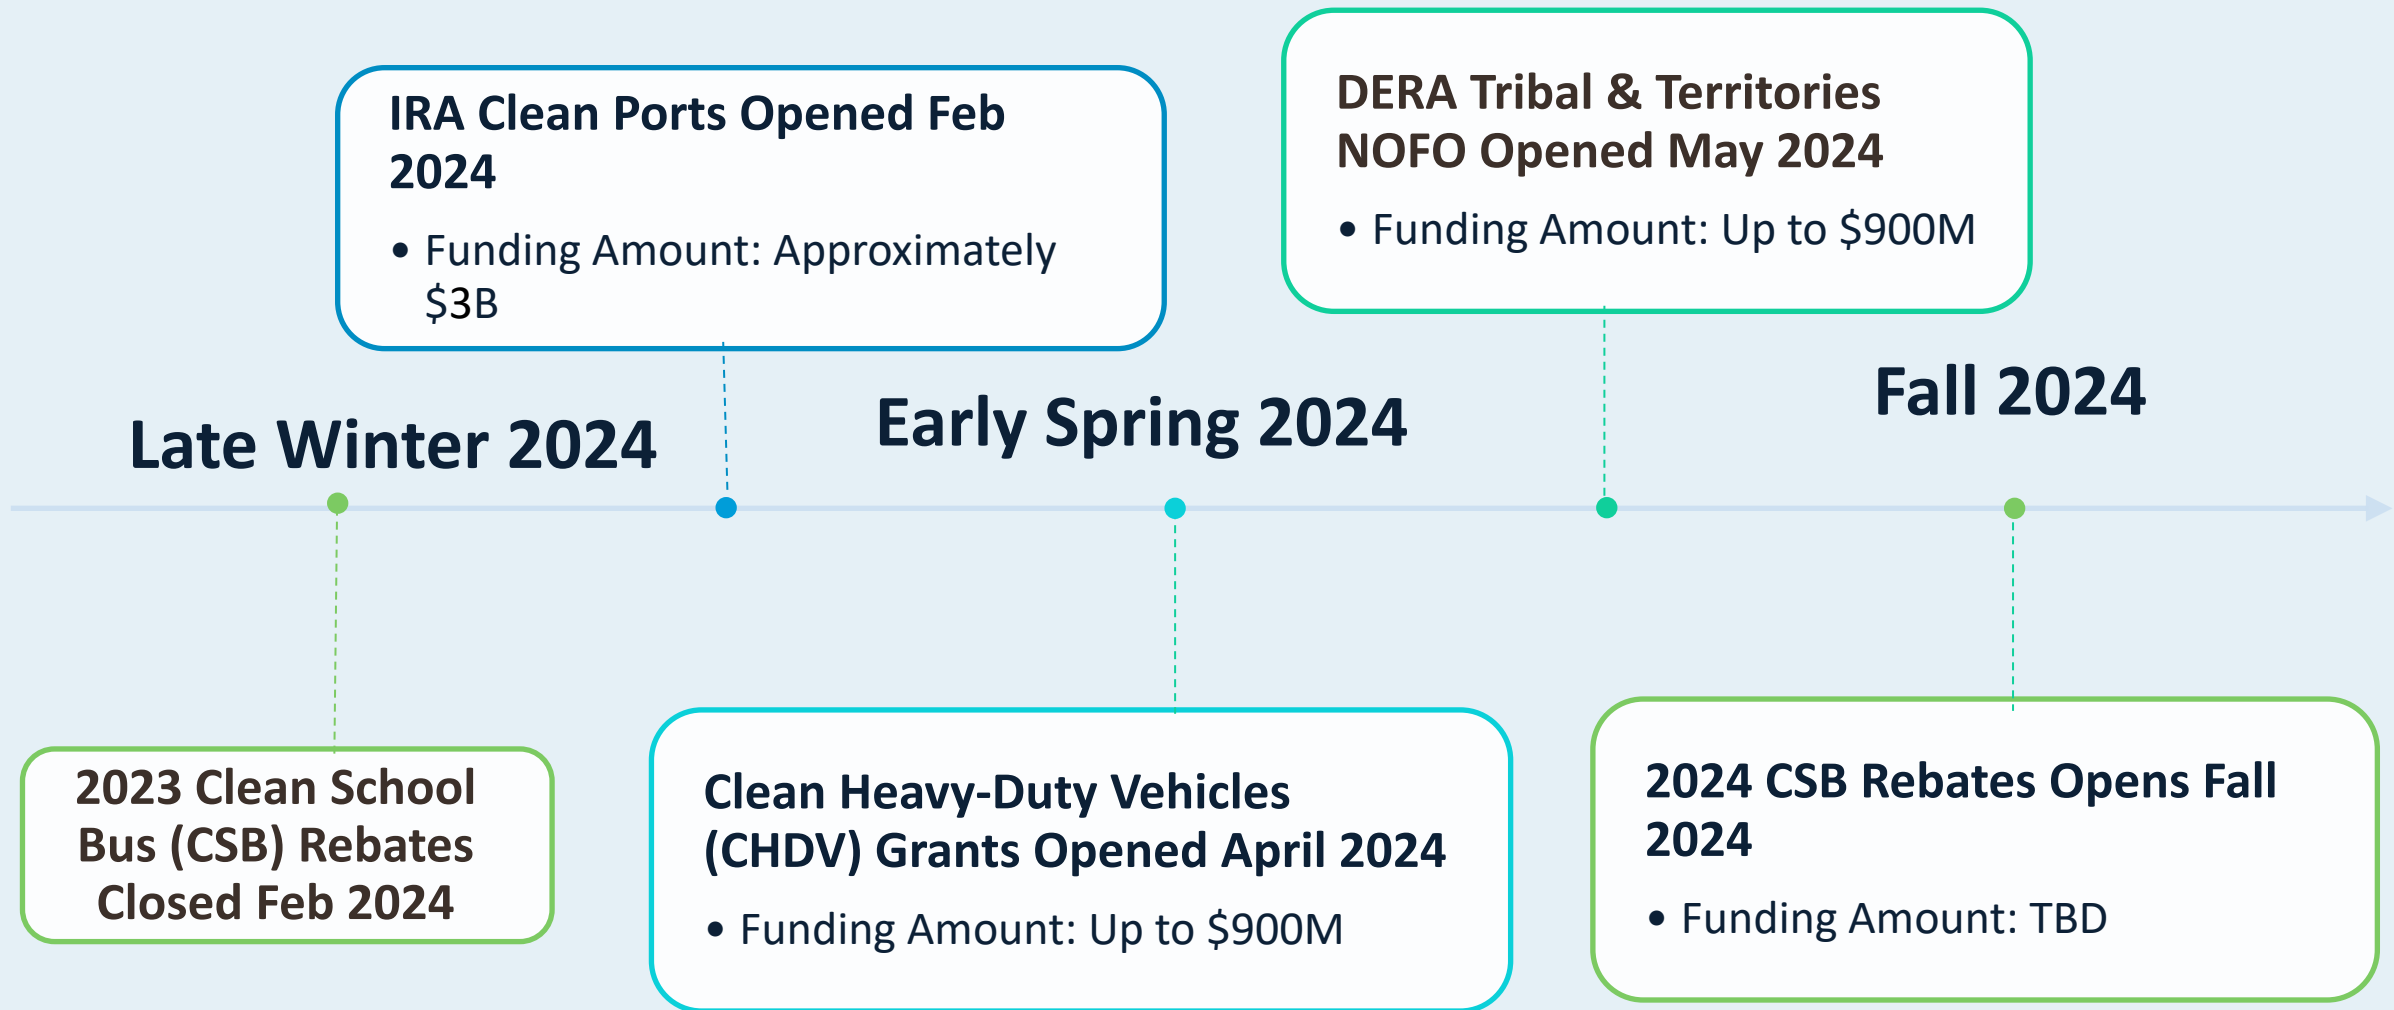 IRA Clean Ports Opened Feb
2024
• Funding Amount: Approximately
$3B
DERA Tribal & Territories
NOFO Opened May 2024
• Funding Amount: Up to $900M
Late Winter 2024
Early Spring 2024
Fall 2024
2023 Clean School
Bus (CSB) Rebates
Closed Feb 2024
Clean Heavy-Duty Vehicles
(CHDV) Grants Opened April 2024
• Funding Amount: Up to $900M
2024 CSB Rebates Opens Fall
2024
• Funding Amount: TBD